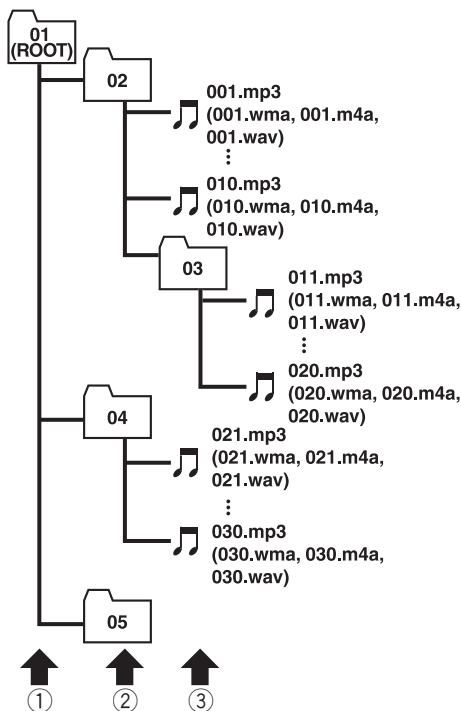 01
(ROOT)
02
001.mp3
(001.wma, 001.m4a,
001.wav)
⋮
010.mp3
(010.wma, 010.m4a,
010.wav)
03
011.mp3
(011.wma, 011.m4a,
011.wav)
⋮
020.mp3
(020.wma, 020.m4a,
020.wav)
04
021.mp3
(021.wma, 021.m4a,
021.wav)
⋮
030.mp3
(030.wma, 030.m4a,
030.wav)
05
① ② ③